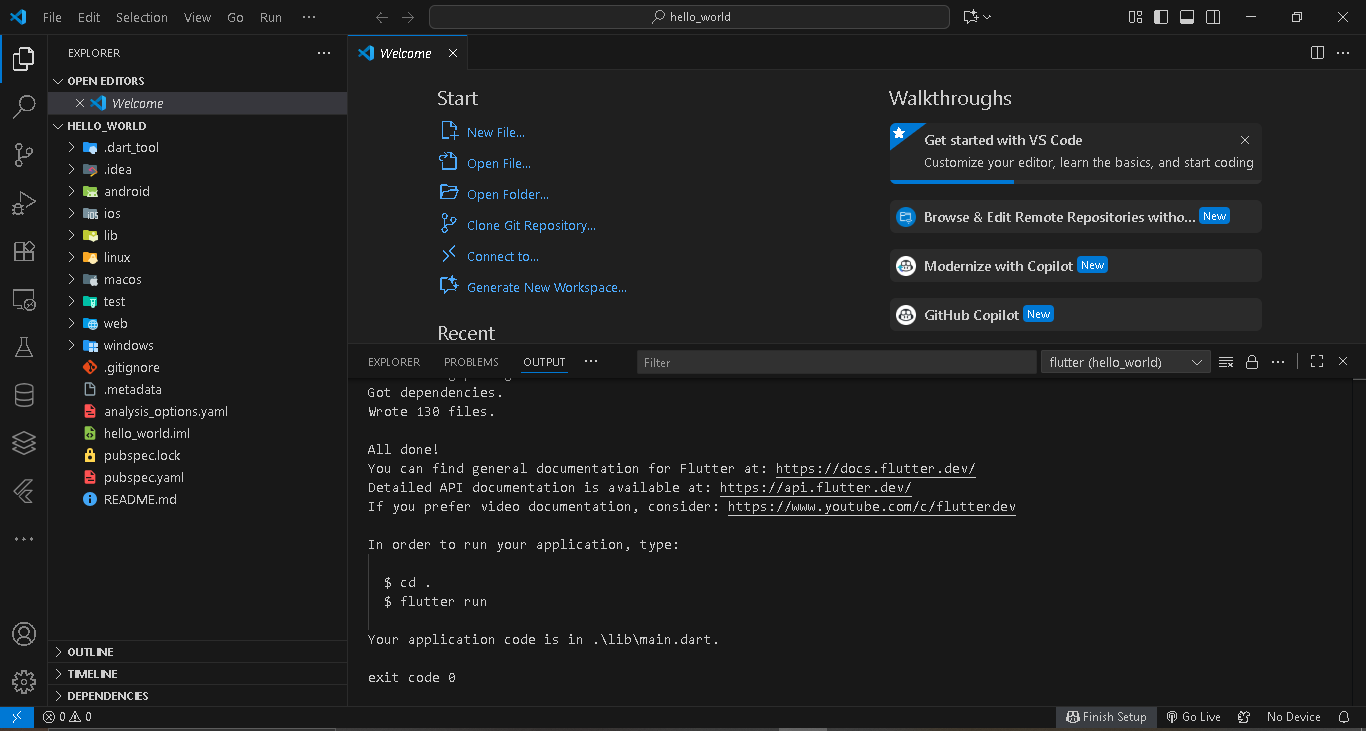 File Edit Selection View Go Run ···
hello_world
EXPLORER
OPEN EDITORS
Welcome
HELLO_WORLD
.dart_tool
.idea
android
ios
lib
linux
macos
test
web
windows
.gitignore
.metadata
analysis_options.yaml
hello_world.iml
pubspec.lock
pubspec.yaml
README.md
OUTLINE
TIMELINE
DEPENDENCIES
Welcome
Start
New File...
Open File...
Open Folder...
Clone Git Repository...
Connect to...
Generate New Workspace...
Recent
Walkthroughs
Get started with VS Code
Customize your editor, learn the basics, and start coding
Browse & Edit Remote Repositories witho... New
Modernize with Copilot New
GitHub Copilot New
EXPLORER PROBLEMS OUTPUT ··· Filter flutter (hello_world)
Got dependencies.
Wrote 130 files.
All done!
You can find general documentation for Flutter at: https://docs.flutter.dev/
Detailed API documentation is available at: https://api.flutter.dev/
If you prefer video documentation, consider: https://www.youtube.com/c/flutterdev
In order to run your application, type:
$ cd .
$ flutter run
Your application code is in .\lib\main.dart.
exit code 0
0 0 Finish Setup Go Live No Device